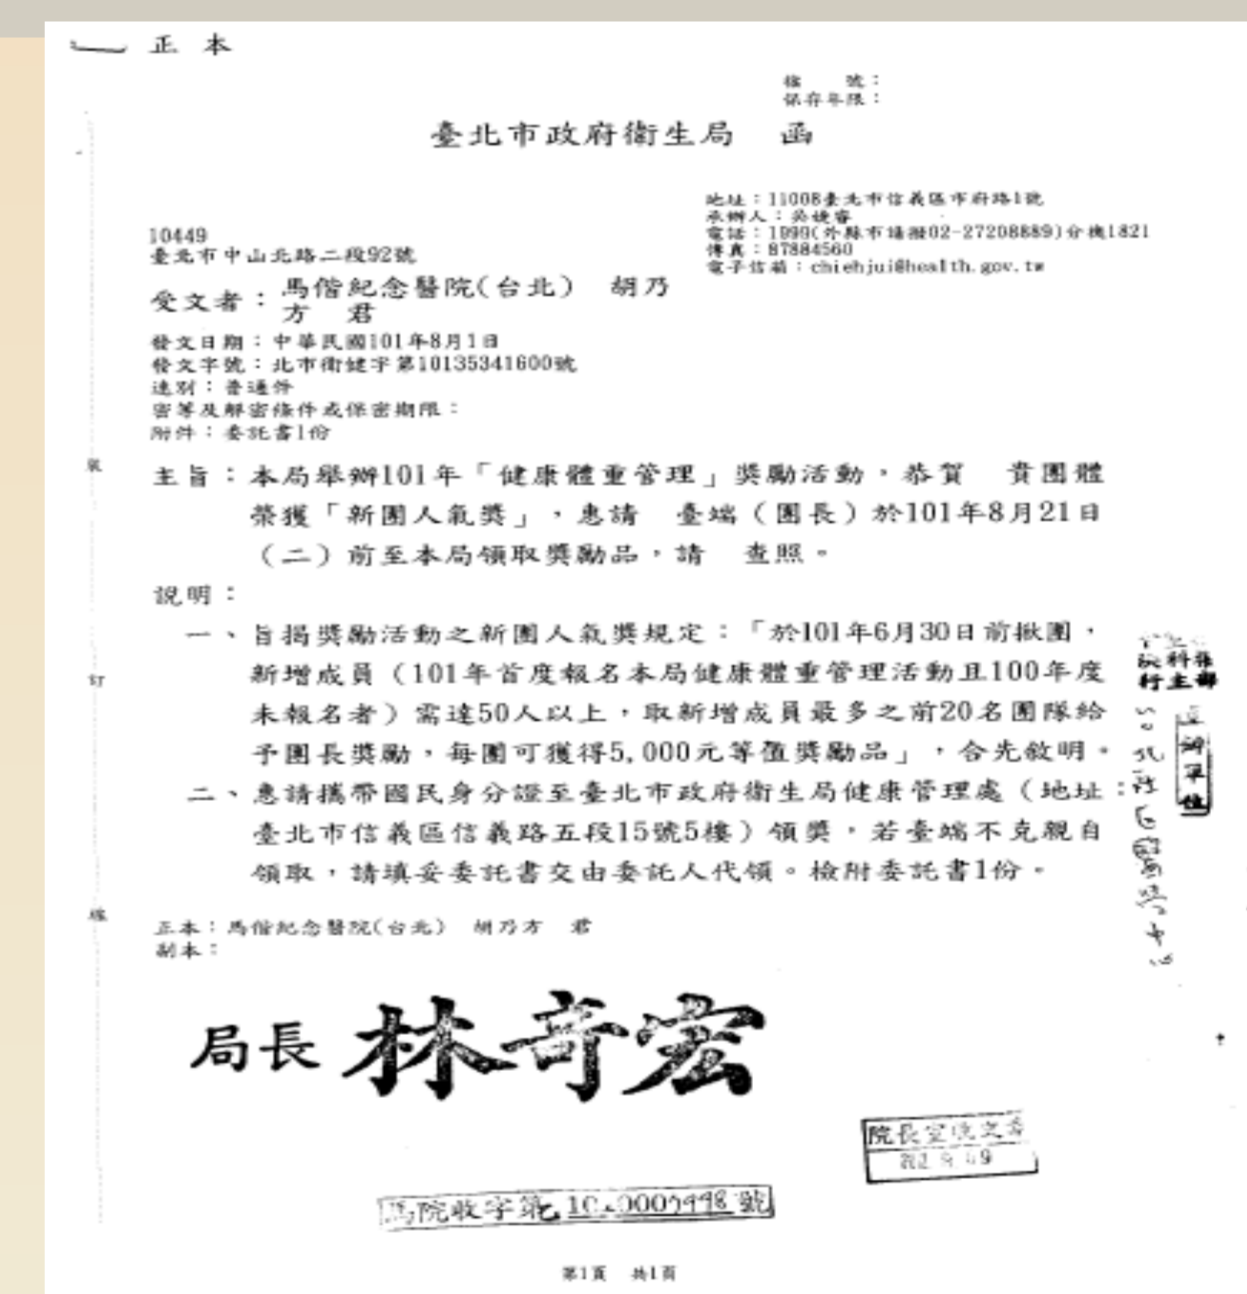 正本
檔　　號：
保存年限：
臺北市政府衛生局　函
地址：11008臺北市信義區市府路1號
承辦人：吳婕睿
電話：1999(外縣市請撥02-27208889)分機1821
傳真：87884560
電子信箱：chiehjui@health.gov.tw
10449
臺北市中山北路二段92號
受文者：馬偕紀念醫院(台北)　胡乃
方　君
發文日期：中華民國101年8月1日
發文字號：北市衛健字第10135341600號
速別：普通件
密等及解密條件或保密期限：
附件：委託書1份
主旨：本局舉辦101年「健康體重管理」獎勵活動，恭賀　貴團體
榮獲「新團人氣獎」，惠請　臺端（團長）於101年8月21日
（二）前至本局領取獎勵品，請　查照。
說明：
一、旨揭獎勵活動之新團人氣獎規定：「於101年6月30日前揪團，
新增成員（101年首度報名本局健康體重管理活動且100年度
未報名者）需達50人以上，取新增成員最多之前20名團隊給
予團長獎勵，每團可獲得5,000元等值獎勵品」，合先敘明。
二、惠請攜帶國民身分證至臺北市政府衛生局健康管理處（地址：
臺北市信義區信義路五段15號5樓）領獎，若臺端不克親自
領取，請填妥委託書交由委託人代領。檢附委託書1份。
正本：馬偕紀念醫院(台北)　胡乃方　君
副本：
裝
訂
線
局長 林奇宏
院長室收文章
馬院收字第 號
第1頁　共1頁